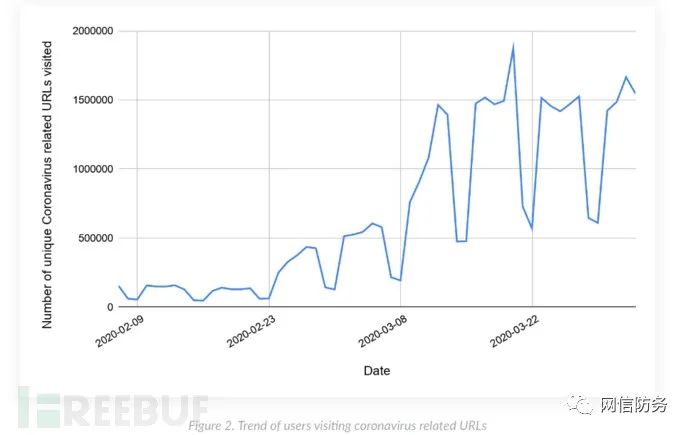 2000000
1500000
1000000
500000
0
Number of unique Coronavirus related URLs visited
2020-02-09
2020-02-23
2020-03-08
2020-03-22
Date
网信防务
FREEBUF
Figure 2. Trend of users visiting coronavirus related URLs